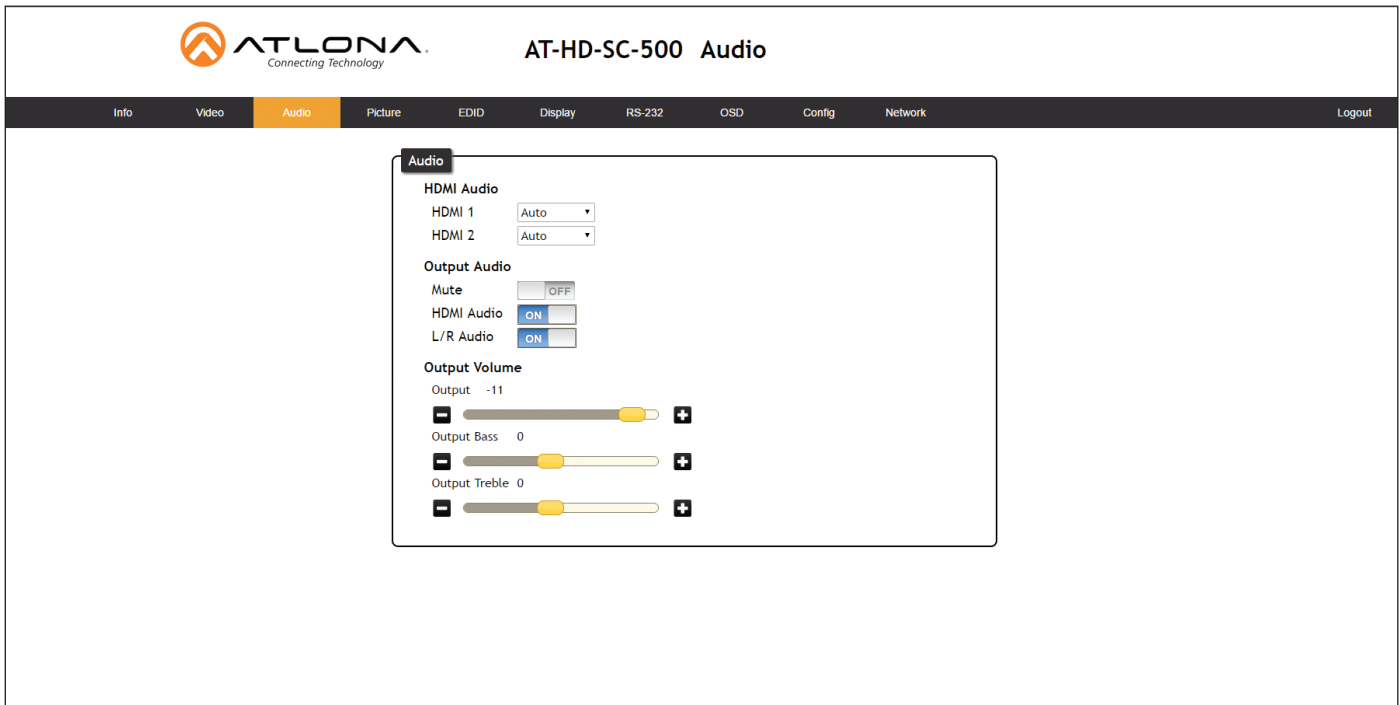 ATLONA.
Connecting Technology
AT-HD-SC-500 Audio
Info Video Audio Picture EDID Display RS-232 OSD Config Network Logout
Audio
HDMI Audio
HDMI 1 Auto
HDMI 2 Auto
Output Audio
Mute OFF
HDMI Audio ON
L/R Audio ON
Output Volume
Output -11
Output Bass 0
Output Treble 0